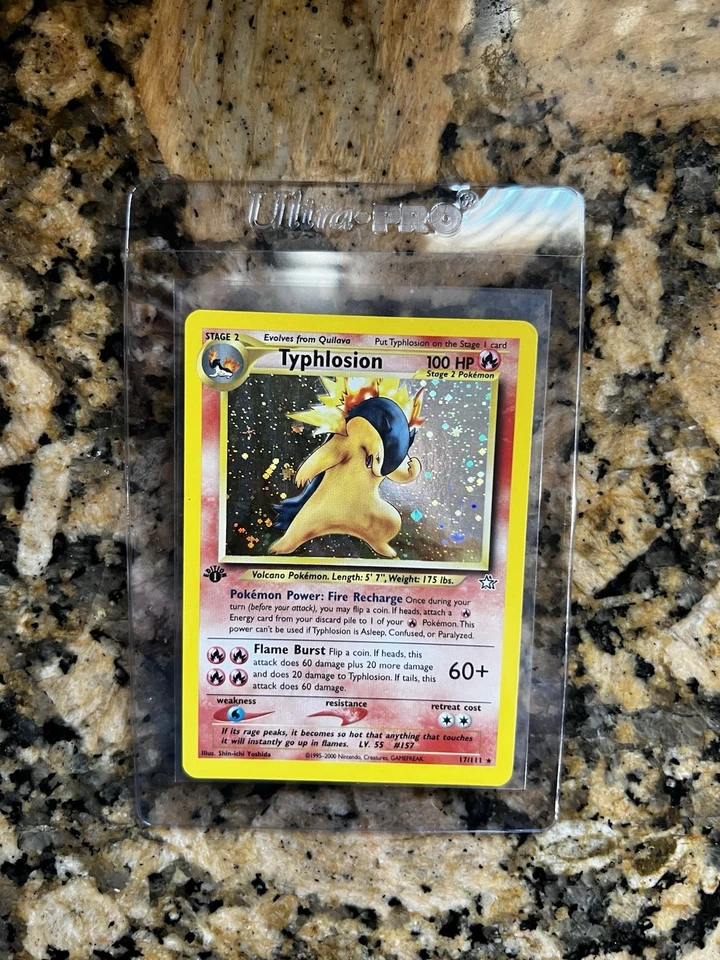 Ultra·PRO®
STAGE 2 Evolves from Quilava Put Typhlosion on the Stage 1 card
Typhlosion 100 HP
Stage 2 Pokémon
EDITION
1
Volcano Pokémon. Length: 5' 7", Weight: 175 lbs.
Pokémon Power: Fire Recharge Once during your
turn (before your attack), you may flip a coin. If heads, attach a
Energy card from your discard pile to 1 of your Pokémon. This
power can't be used if Typhlosion is Asleep, Confused, or Paralyzed.
Flame Burst Flip a coin. If heads, this
attack does 60 damage plus 20 more damage
and does 20 damage to Typhlosion. If tails, this
attack does 60 damage.
60+
weakness resistance retreat cost
If its rage peaks, it becomes so hot that anything that touches
it will instantly go up in flames. LV. 55 #157
Illus. Shin-ichi Yoshida ©1995-2000 Nintendo, Creatures, GAMEFREAK. 17/111